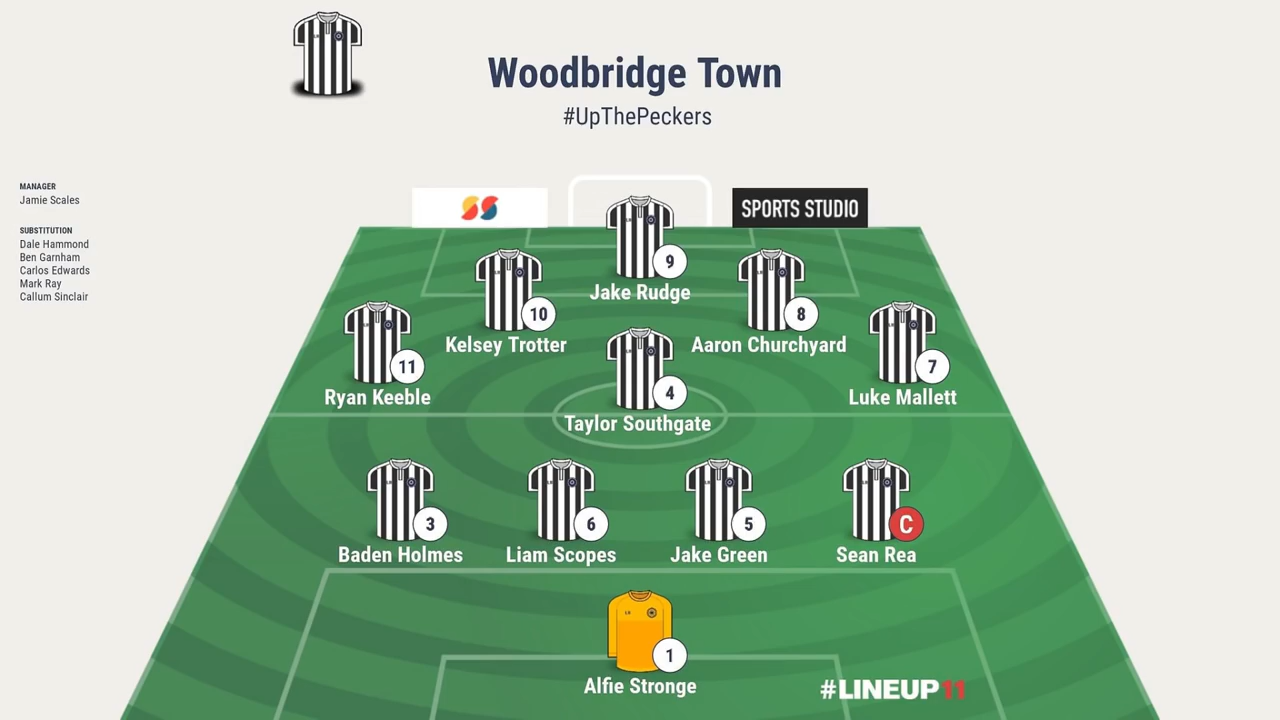 Woodbridge Town
#UpThePeckers
MANAGER
Jamie Scales
SUBSTITUTION
Dale Hammond
Ben Garnham
Carlos Edwards
Mark Ray
Callum Sinclair
SPORTS STUDIO
9
Jake Rudge
10
Kelsey Trotter
8
Aaron Churchyard
11
Ryan Keeble
7
Luke Mallett
4
Taylor Southgate
3
Baden Holmes
6
Liam Scopes
5
Jake Green
C
Sean Rea
1
Alfie Stronge
#LINEUP11